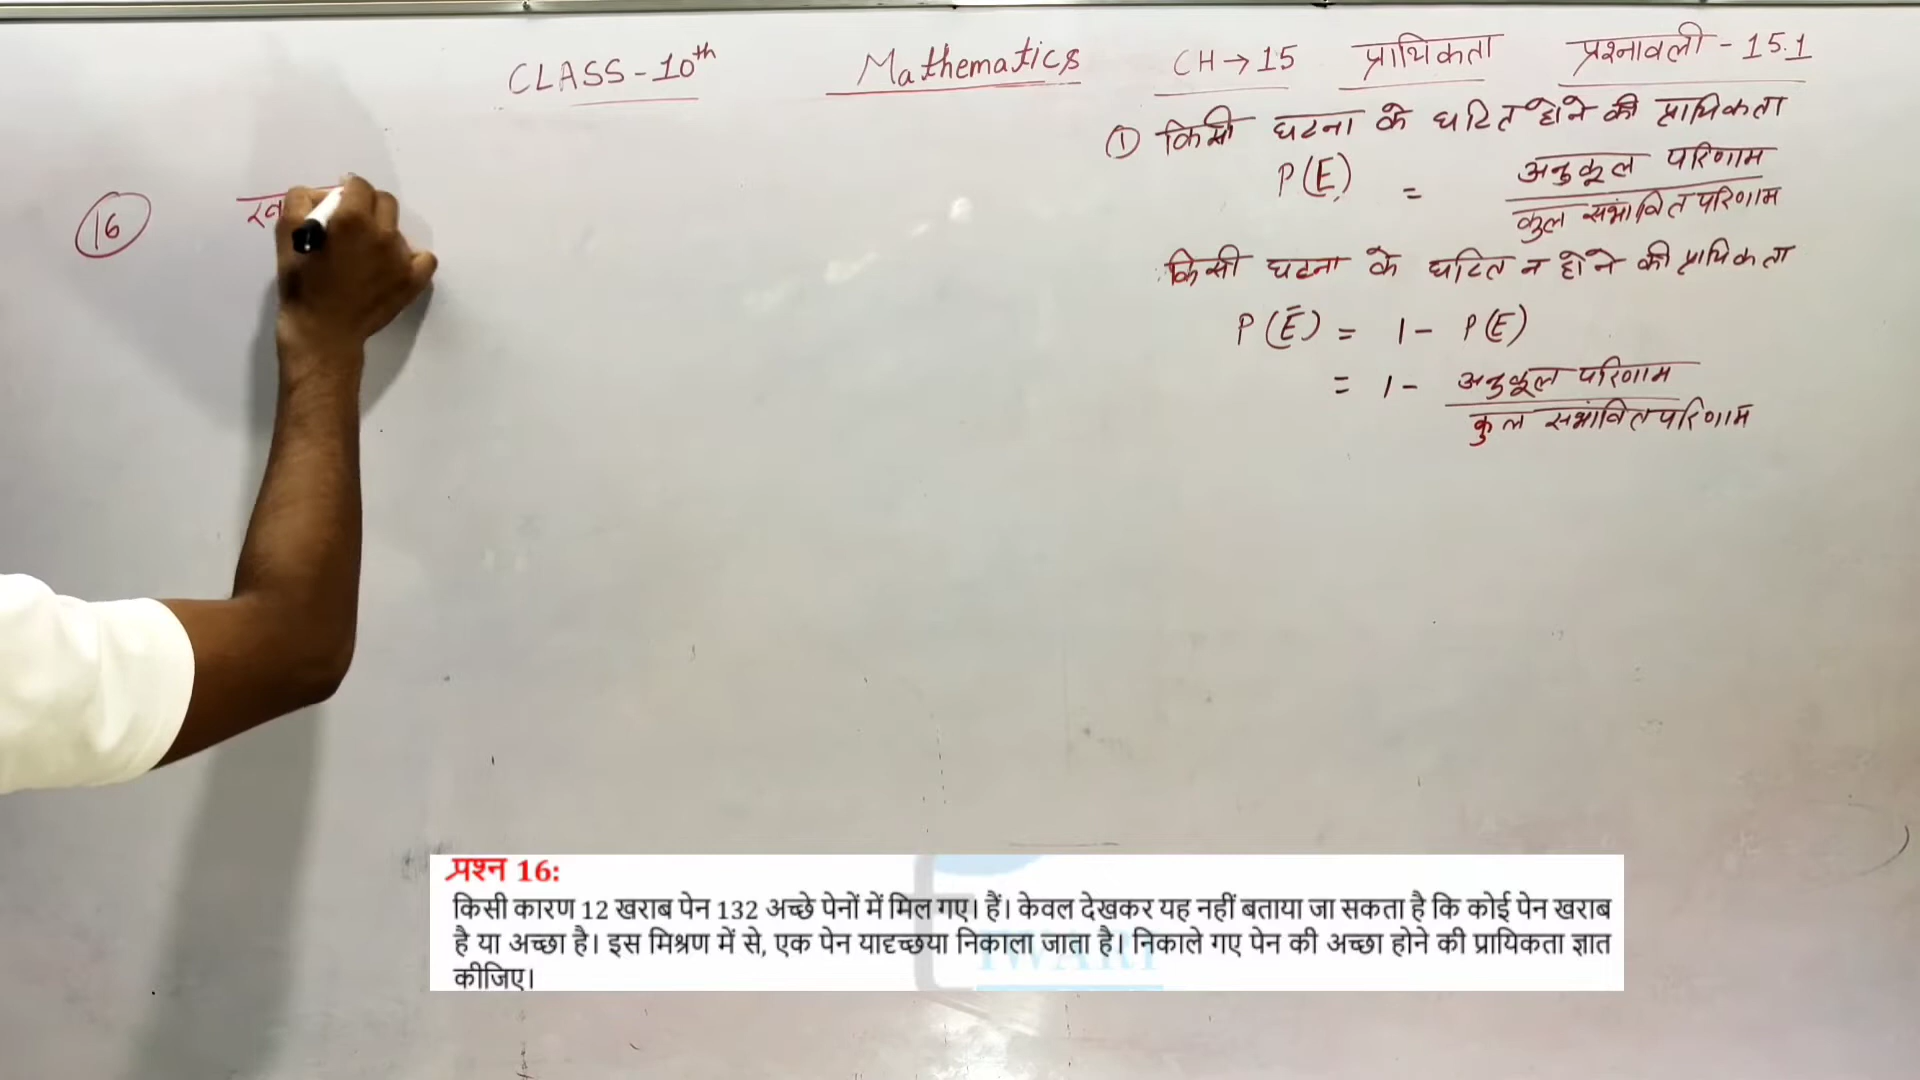 CLASS - 10th Mathematics CH → 15 प्रायिकता प्रश्नावली - 15.1
① किसी घटना के घटित होने की प्रायिकता
P(E) = अनुकूल परिणाम
कुल संभावित परिणाम
किसी घटना के घटित न होने की प्रायिकता
P(Ē) = 1 - P(E)
= 1 - अनुकूल परिणाम
कुल संभावित परिणाम
16
प्रश्न 16:
किसी कारण 12 खराब पेन 132 अच्छे पेनों में मिल गए। हैं। केवल देखकर यह नहीं बताया जा सकता है कि कोई पेन खराब
है या अच्छा है। इस मिश्रण में से, एक पेन यादृच्छया निकाला जाता है। निकाले गए पेन की अच्छा होने की प्रायिकता ज्ञात
कीजिए।
TIWARI